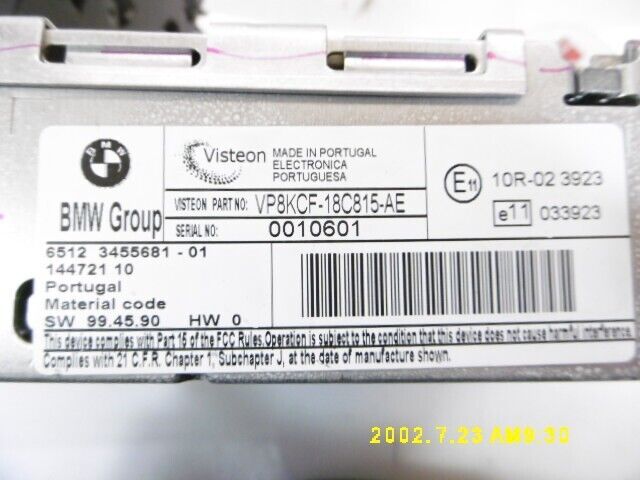 BMW
BMW Group
Visteon
MADE IN PORTUGAL
ELECTRONICA
PORTUGUESA
VISTEON PART NO: VP8KCF-18C815-AE
SERIAL NO: 0010601
E11 10R-02 3923
e11 033923
6512 3455681 - 01
144721 10
Portugal
Material code
SW 99.45.90 HW 0
This device complies with Part 15 of the FCC Rules.Operation is subject to the condition that this device does not cause harmful interference.
Complies with 21 C.F.R. Chapter 1, Subchapter J, at the date of manufacture shown.
2002.7.23 AM9:30